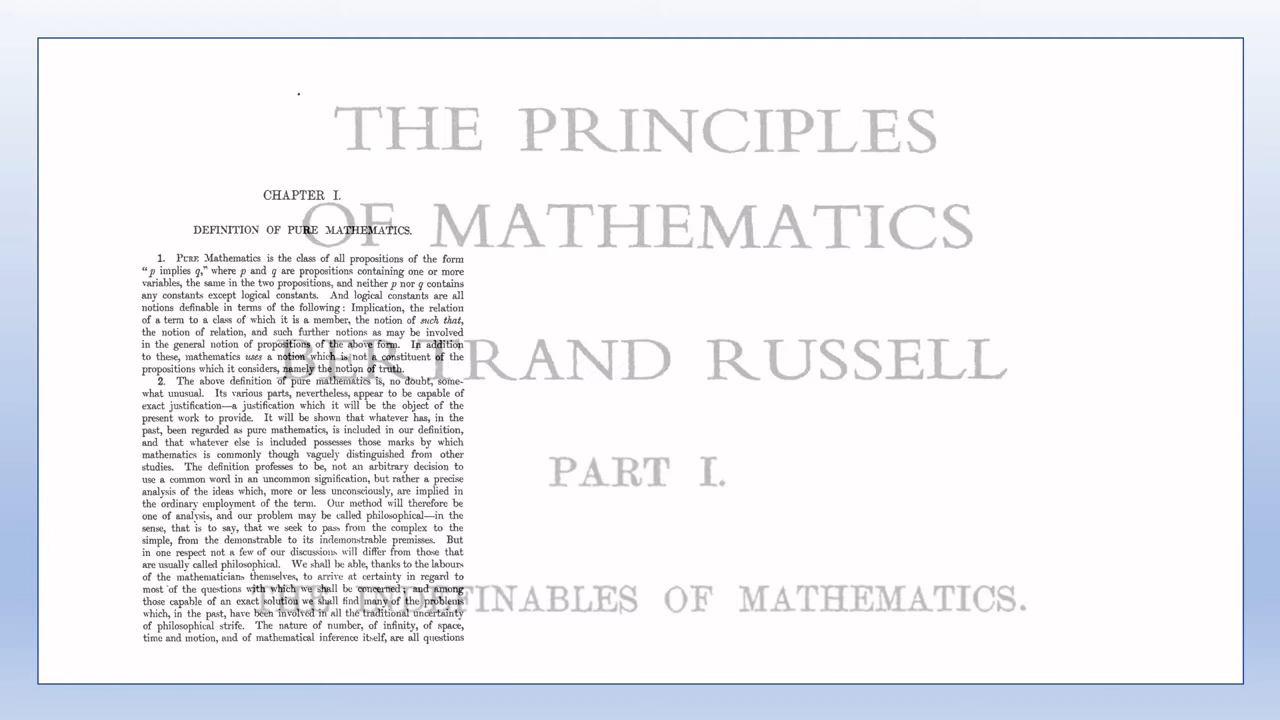 THE PRINCIPLES
OF MATHEMATICS
BERTRAND RUSSELL
PART I.
THE INDEFINABLES OF MATHEMATICS.
CHAPTER I.
DEFINITION OF PURE MATHEMATICS.
1. PURE Mathematics is the class of all propositions of the form
“p implies q,” where p and q are propositions containing one or more
variables, the same in the two propositions, and neither p nor q contains
any constants except logical constants. And logical constants are all
notions definable in terms of the following: Implication, the relation
of a term to a class of which it is a member, the notion of such that,
the notion of relation, and such further notions as may be involved
in the general notion of propositions of the above form. In addition
to these, mathematics uses a notion which is not a constituent of the
propositions which it considers, namely the notion of truth.
2. The above definition of pure mathematics is, no doubt, some-
what unusual. Its various parts, nevertheless, appear to be capable of
exact justification—a justification which it will be the object of the
present work to provide. It will be shown that whatever has, in the
past, been regarded as pure mathematics, is included in our definition,
and that whatever else is included possesses those marks by which
mathematics is commonly though vaguely distinguished from other
studies. The definition professes to be, not an arbitrary decision to
use a common word in an uncommon signification, but rather a precise
analysis of the ideas which, more or less unconsciously, are implied in
the ordinary employment of the term. Our method will therefore be
one of analysis, and our problem may be called philosophical—in the
sense, that is to say, that we seek to pass from the complex to the
simple, from the demonstrable to its indemonstrable premises. But
in one respect not a few of our discussions will differ from those that
are usually called philosophical. We shall be able, thanks to the labours
of the mathematicians themselves, to arrive at certainty in regard to
most of the questions with which we shall be concerned; and among
those capable of an exact solution we shall find many of the problems
which, in the past, have been involved in all the traditional uncertainty
of philosophical strife. The nature of number, of infinity, of space,
time and motion, and of mathematical inference itself, are all questions